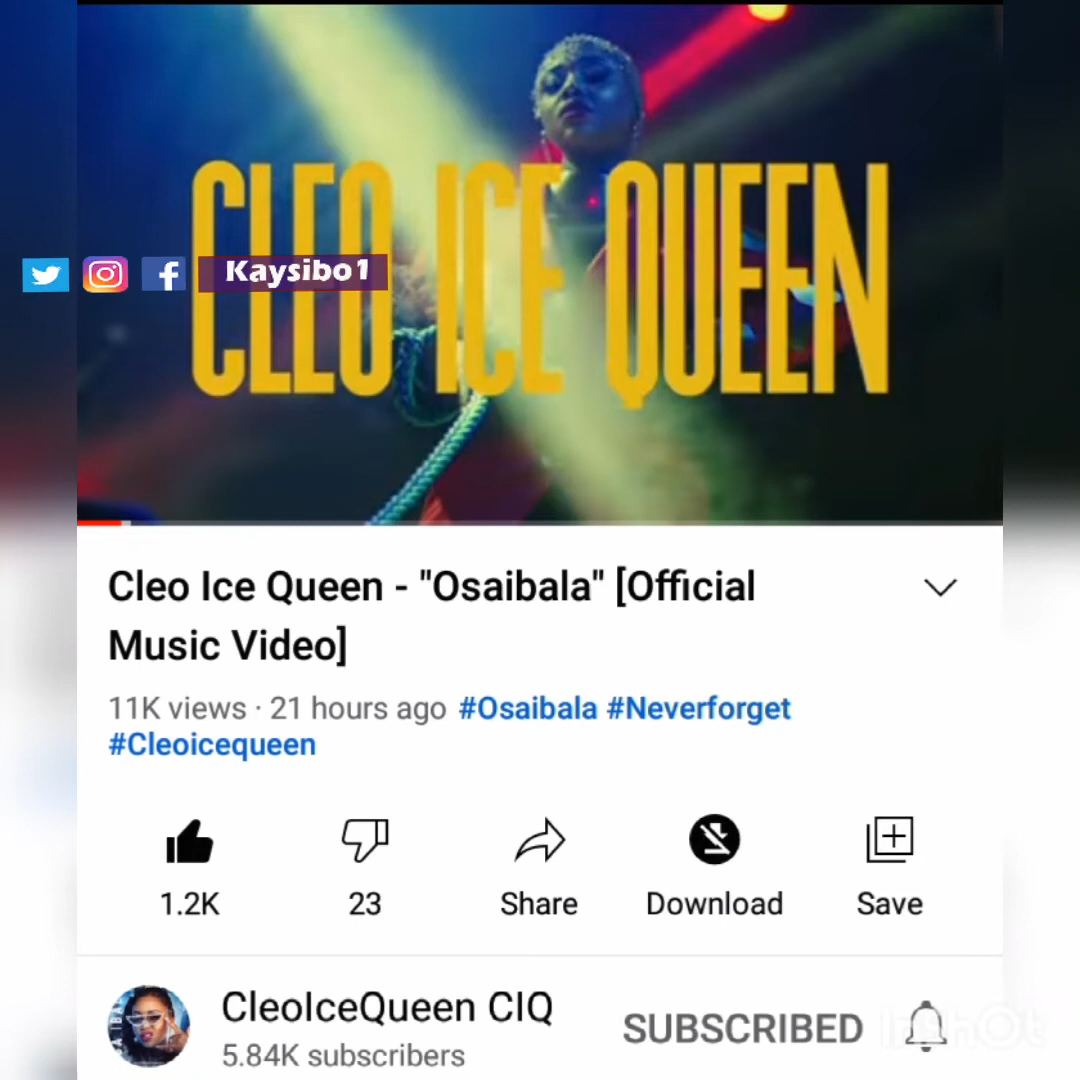 CLEO ICE QUEEN
Kaysibo1
Cleo Ice Queen - "Osaibala" [Official
Music Video]
11K views · 21 hours ago #Osaibala #Neverforget
#Cleoicequeen
1.2K 23 Share Download Save
CleoIceQueen CIQ
SUBSCRIBED
5.84K subscribers
InShOt